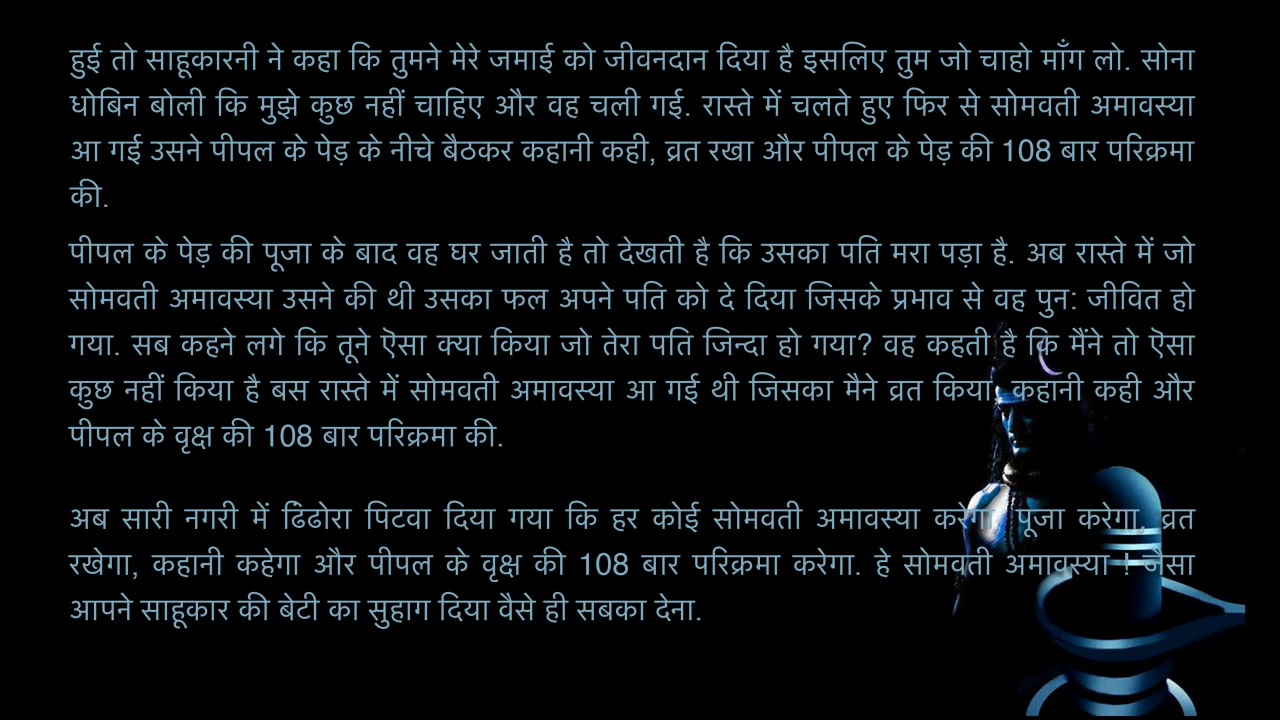 हुई तो साहूकारनी ने कहा कि तुमने मेरे जमाई को जीवनदान दिया है इसलिए तुम जो चाहो माँग लो. सोना
धोबिन बोली कि मुझे कुछ नहीं चाहिए और वह चली गई. रास्ते में चलते हुए फिर से सोमवती अमावस्या
आ गई उसने पीपल के पेड़ के नीचे बैठकर कहानी कही, व्रत रखा और पीपल के पेड़ की 108 बार परिक्रमा
की.
पीपल के पेड़ की पूजा के बाद वह घर जाती है तो देखती है कि उसका पति मरा पड़ा है. अब रास्ते में जो
सोमवती अमावस्या उसने की थी उसका फल अपने पति को दे दिया जिसके प्रभाव से वह पुन: जीवित हो
गया. सब कहने लगे कि तूने ऎसा क्या किया जो तेरा पति जिन्दा हो गया? वह कहती है कि मैंने तो ऎसा
कुछ नहीं किया है बस रास्ते में सोमवती अमावस्या आ गई थी जिसका मैने व्रत किया, कहानी कही और
पीपल के वृक्ष की 108 बार परिक्रमा की.
अब सारी नगरी में ढिंढोरा पिटवा दिया गया कि हर कोई सोमवती अमावस्या करेगा, पूजा करेगा, व्रत
रखेगा, कहानी कहेगा और पीपल के वृक्ष की 108 बार परिक्रमा करेगा. हे सोमवती अमावस्या ! जैसा
आपने साहूकार की बेटी का सुहाग दिया वैसे ही सबका देना.